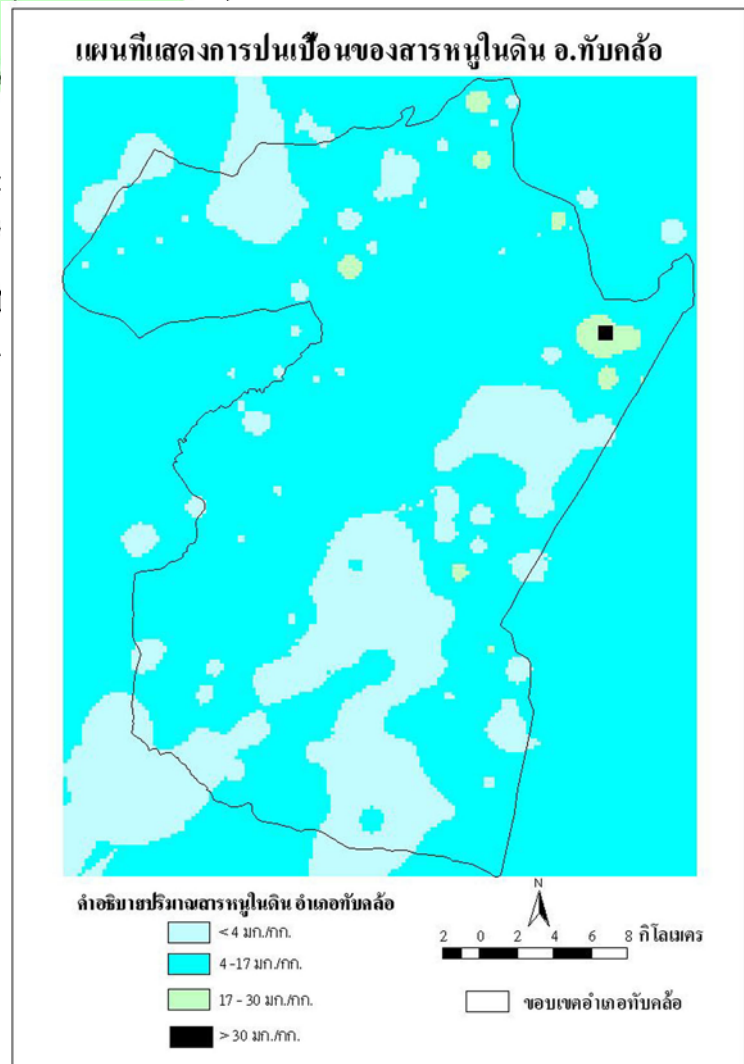 แผนที่แสดงการปนเปื้อนของสารหนูในดิน อ.ทับคล้อ
คำอธิบายปริมาณสารหนูในดิน อำเภอทับคล้อ
< 4 มก./กก.
4 -17 มก./กก.
17 - 30 มก./กก.
> 30 มก./กก.
N
2 0 2 4 6 8 กิโลเมตร
ขอบเขตอำเภอทับคล้อ